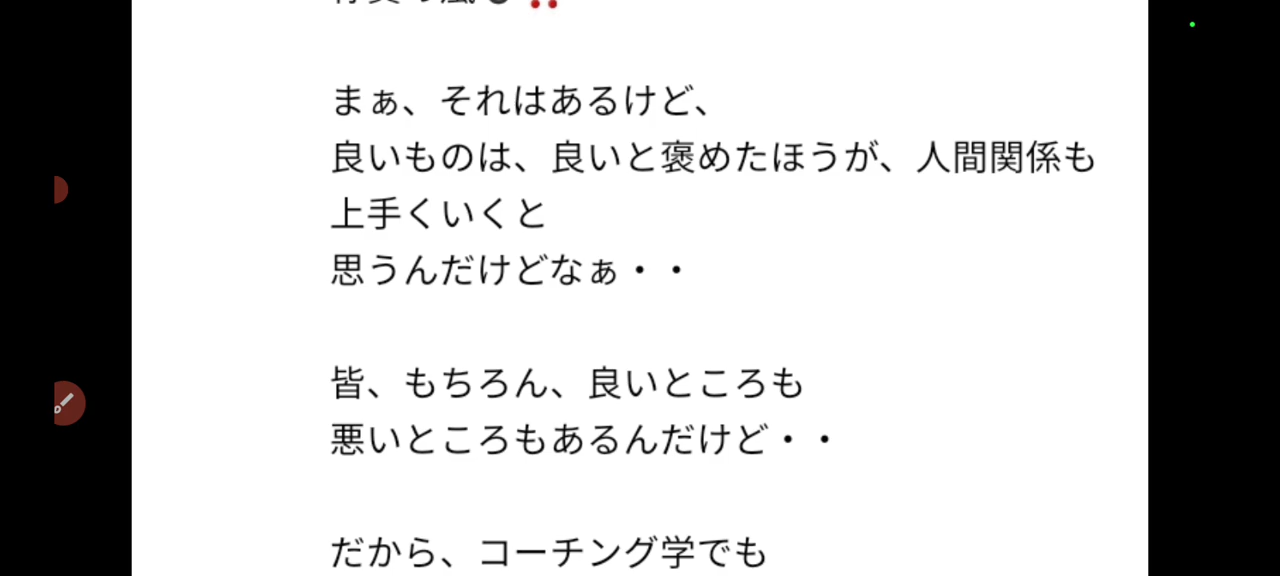 まぁ、それはあるけど、
良いものは、良いと褒めたほうが、人間関係も
上手くいくと
思うんだけどなぁ・・
皆、もちろん、良いところも
悪いところもあるんだけど・・
だから、コーチング学でも